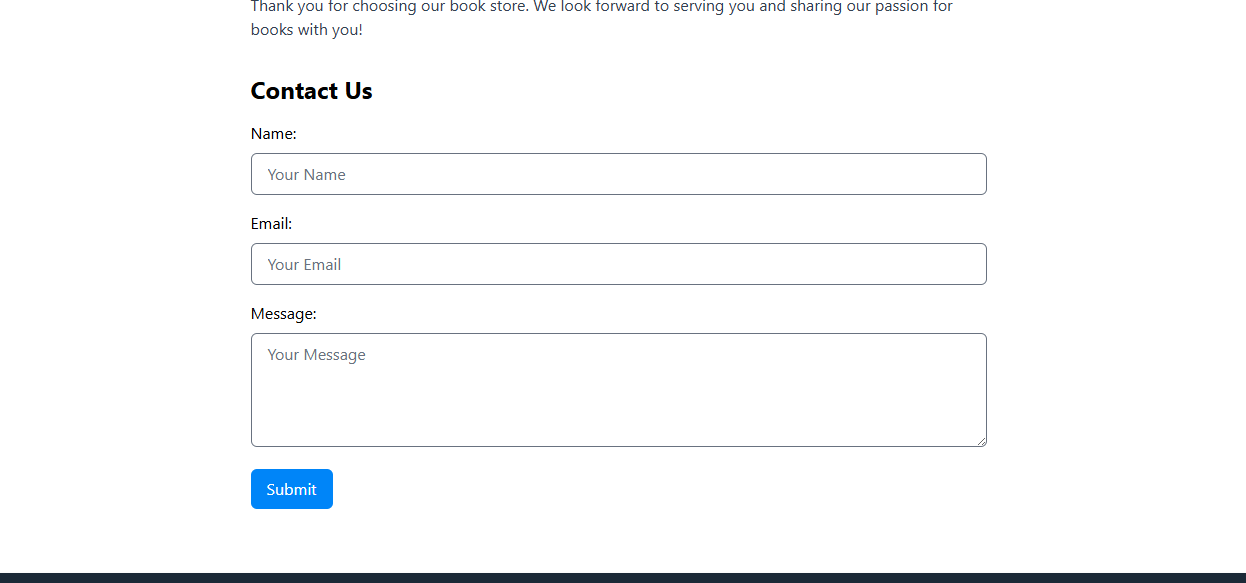 Thank you for choosing our book store. We look forward to serving you and sharing our passion for
books with you!
Contact Us
Name:
Your Name
Email:
Your Email
Message:
Your Message
Submit